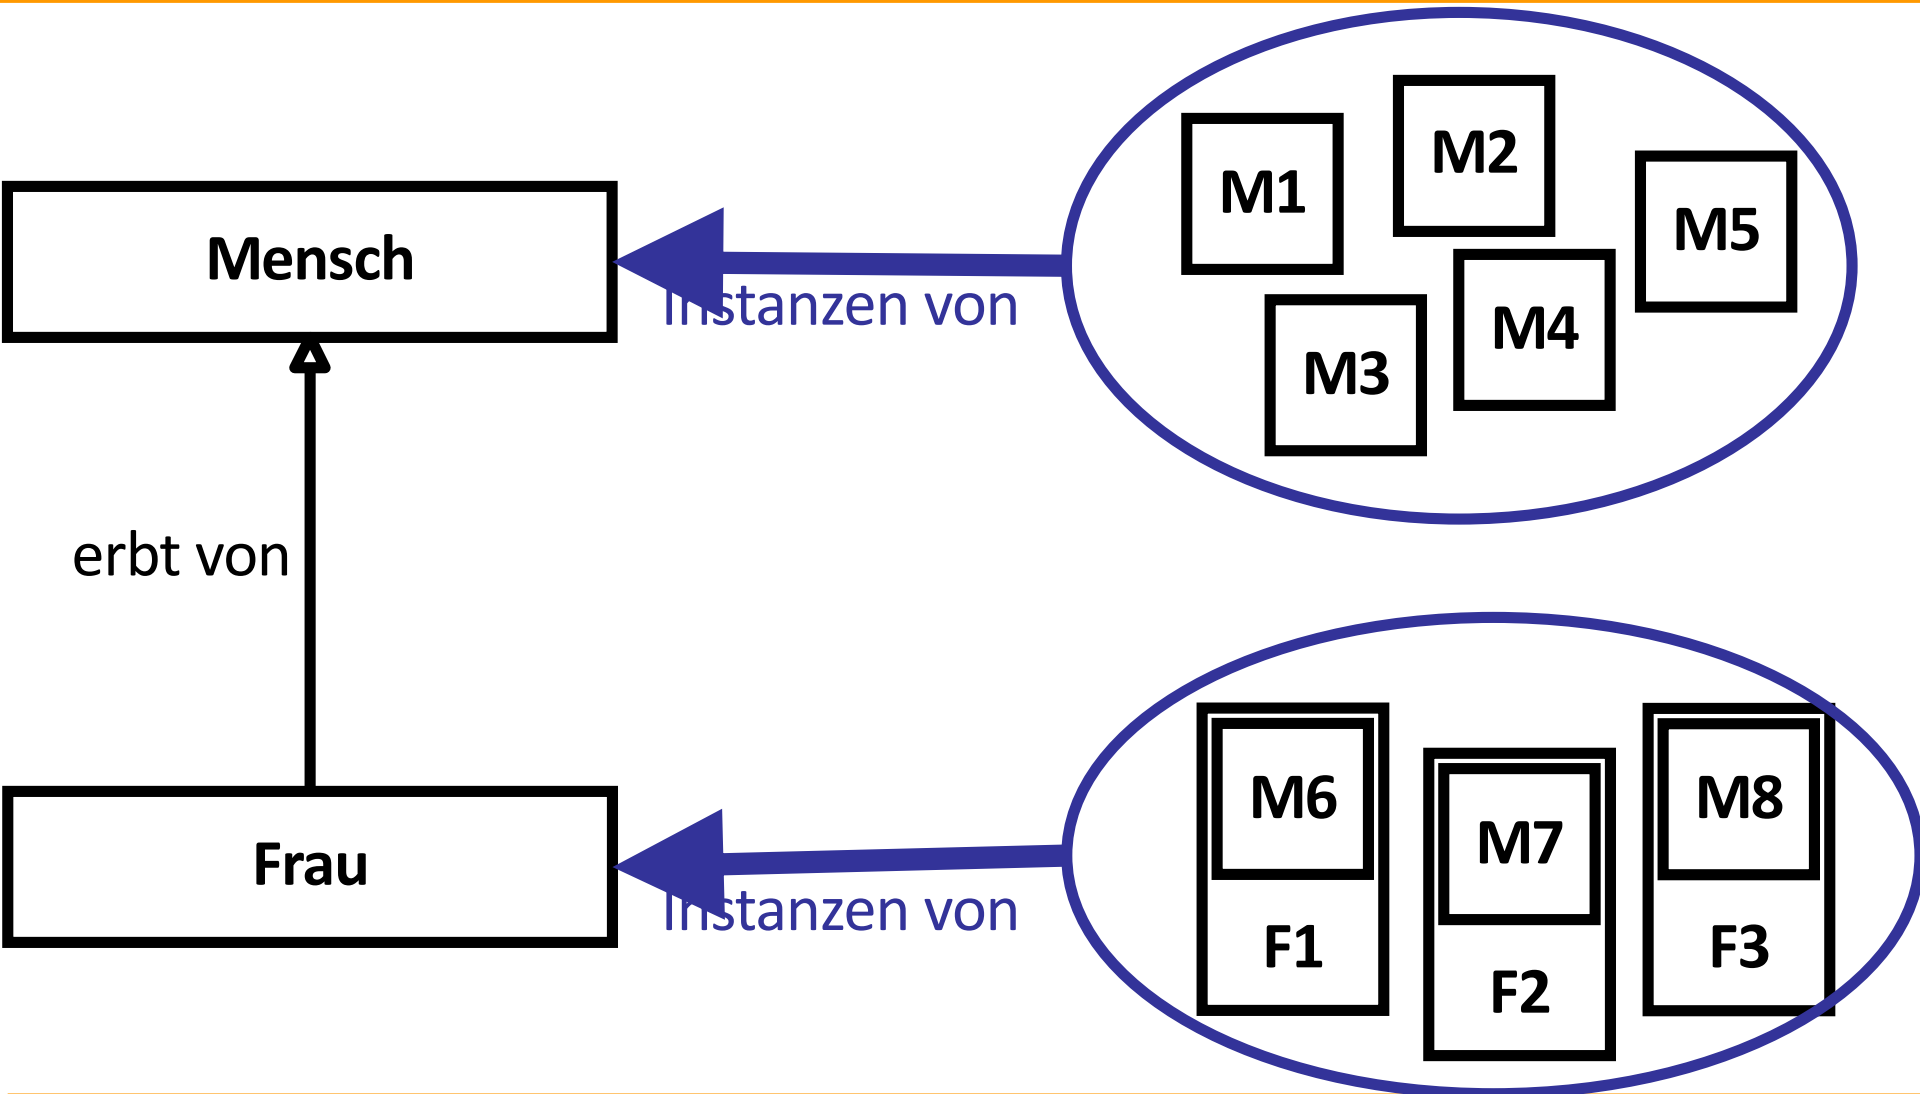 Mensch
Instanzen von
M1
M2
M5
M3
M4
erbt von
Frau
Instanzen von
M6
M7
M8
F1
F2
F3